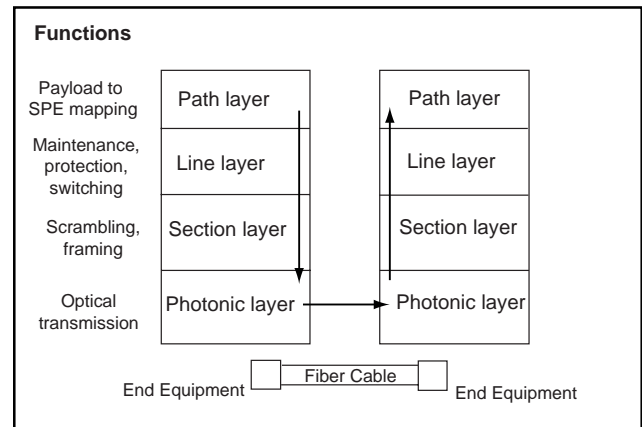 Functions
Payload to
SPE mapping
Path layer
Path layer
Maintenance,
protection,
switching
Line layer
Line layer
Scrambling,
framing
Section layer
Section layer
Optical
transmission
Photonic layer
Photonic layer
End Equipment
Fiber Cable
End Equipment